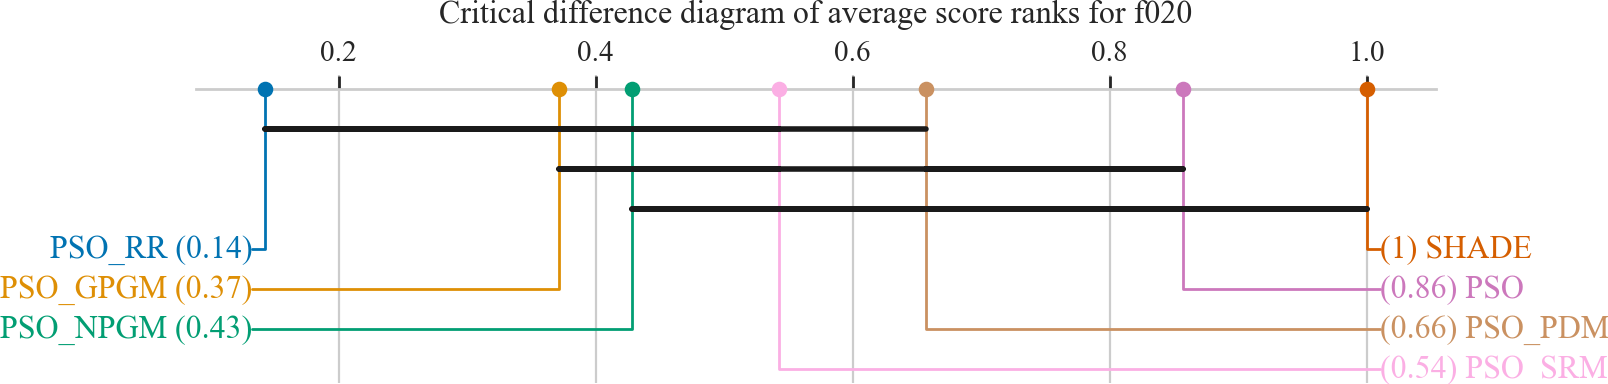 Critical difference diagram of average score ranks for f020
0.2 0.4 0.6 0.8 1.0
PSO_RR (0.14) (1) SHADE
PSO_GPGM (0.37) (0.86) PSO
PSO_NPGM (0.43) (0.66) PSO_PDM
(0.54) PSO SRM